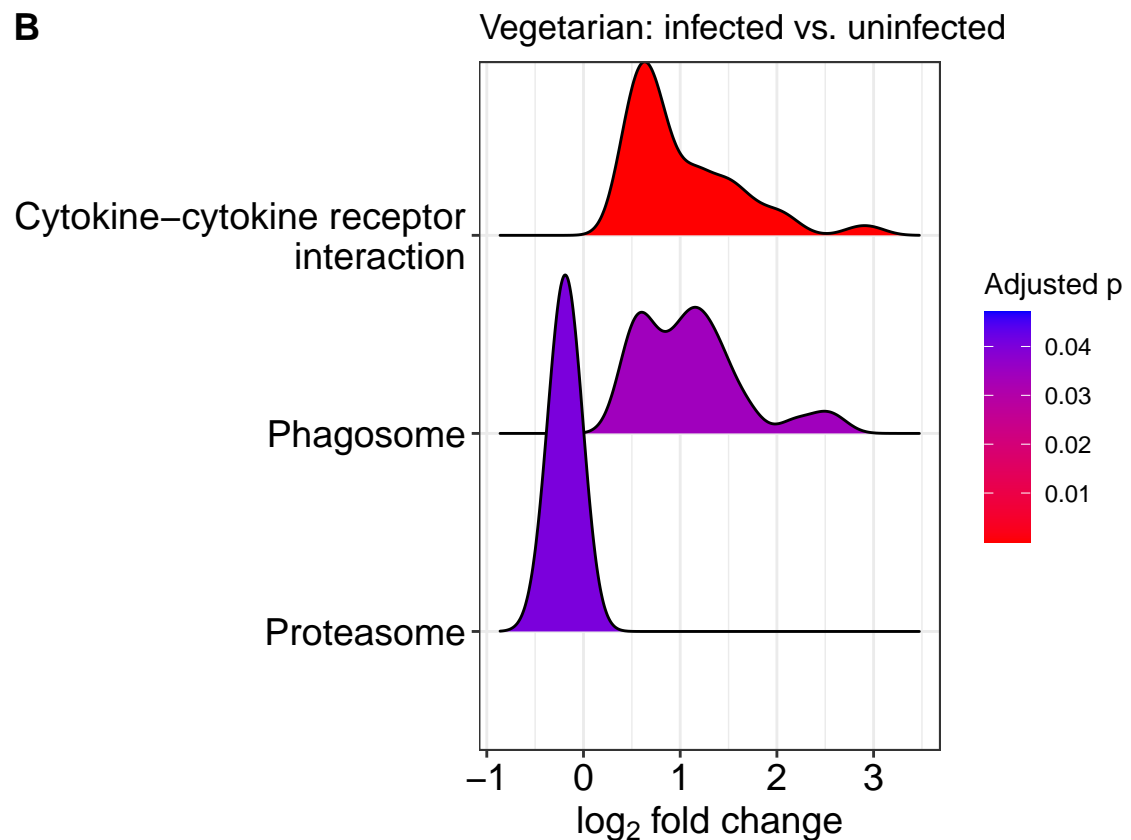 B
Vegetarian: infected vs. uninfected
Cytokine−cytokine receptor
interaction
Phagosome
Proteasome
Adjusted p
0.04
0.03
0.02
0.01
−1 0 1 2 3
log₂ fold change